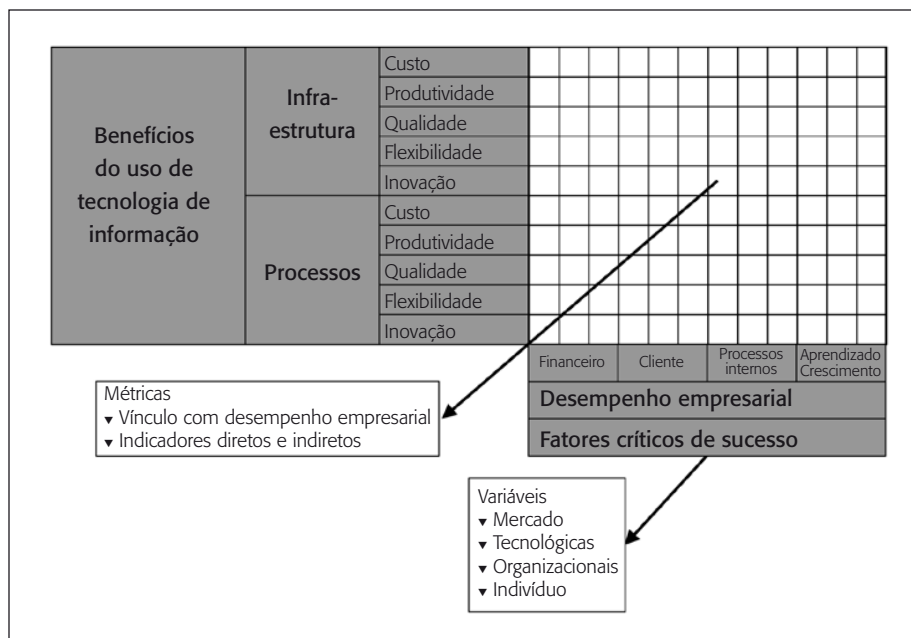 Benefícios
do uso de
tecnologia de
informação
Infra-
estrutura
Custo
Produtividade
Qualidade
Flexibilidade
Inovação
Processos
Custo
Produtividade
Qualidade
Flexibilidade
Inovação
Financeiro
Cliente
Processos
internos
Aprendizado
Crescimento
Desempenho empresarial
Fatores críticos de sucesso
Métricas
▼ Vínculo com desempenho empresarial
▼ Indicadores diretos e indiretos
Variáveis
▼ Mercado
▼ Tecnológicas
▼ Organizacionais
▼ Indivíduo